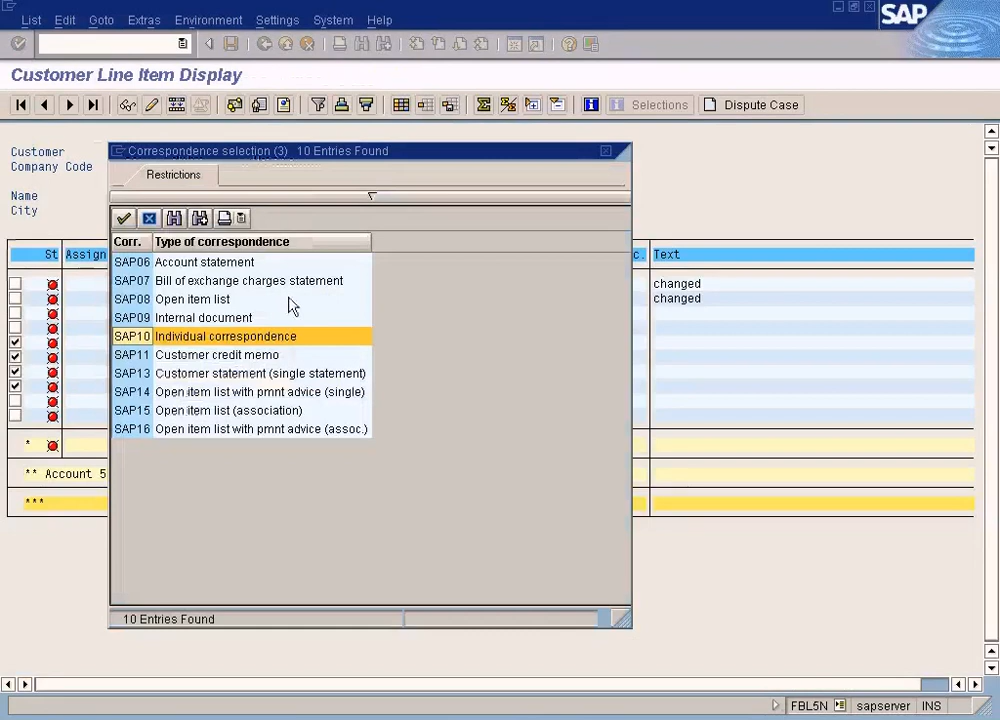 List Edit Goto Extras Environment Settings System Help
SAP
Customer Line Item Display
Selections Dispute Case
Customer
Company Code
Name
City
Correspondence selection (3) 10 Entries Found
Restrictions
Corr. Type of correspondence
SAP06 Account statement
SAP07 Bill of exchange charges statement
SAP08 Open item list
SAP09 Internal document
SAP10 Individual correspondence
SAP11 Customer credit memo
SAP13 Customer statement (single statement)
SAP14 Open item list with pmnt advice (single)
SAP15 Open item list (association)
SAP16 Open item list with pmnt advice (assoc.)
10 Entries Found
St Assign c. Text
changed
changed
*
** Account 5
***
FBL5N sapserver INS